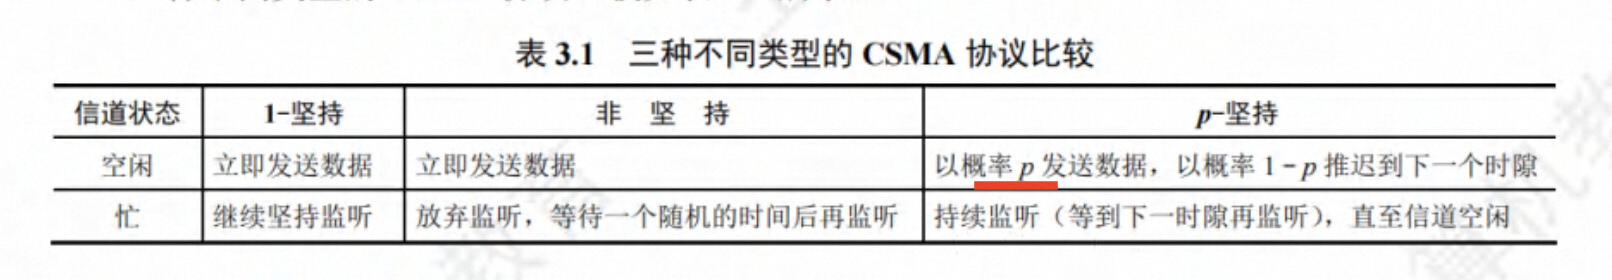 表 3.1 三种不同类型的 CSMA 协议比较
信道状态 1-坚持 非 坚 持 p-坚持
空闲 立即发送数据 立即发送数据 以概率 p 发送数据，以概率 1－p 推迟到下一个时隙
忙 继续坚持监听 放弃监听，等待一个随机的时间后再监听 持续监听（等到下一时隙再监听），直至信道空闲